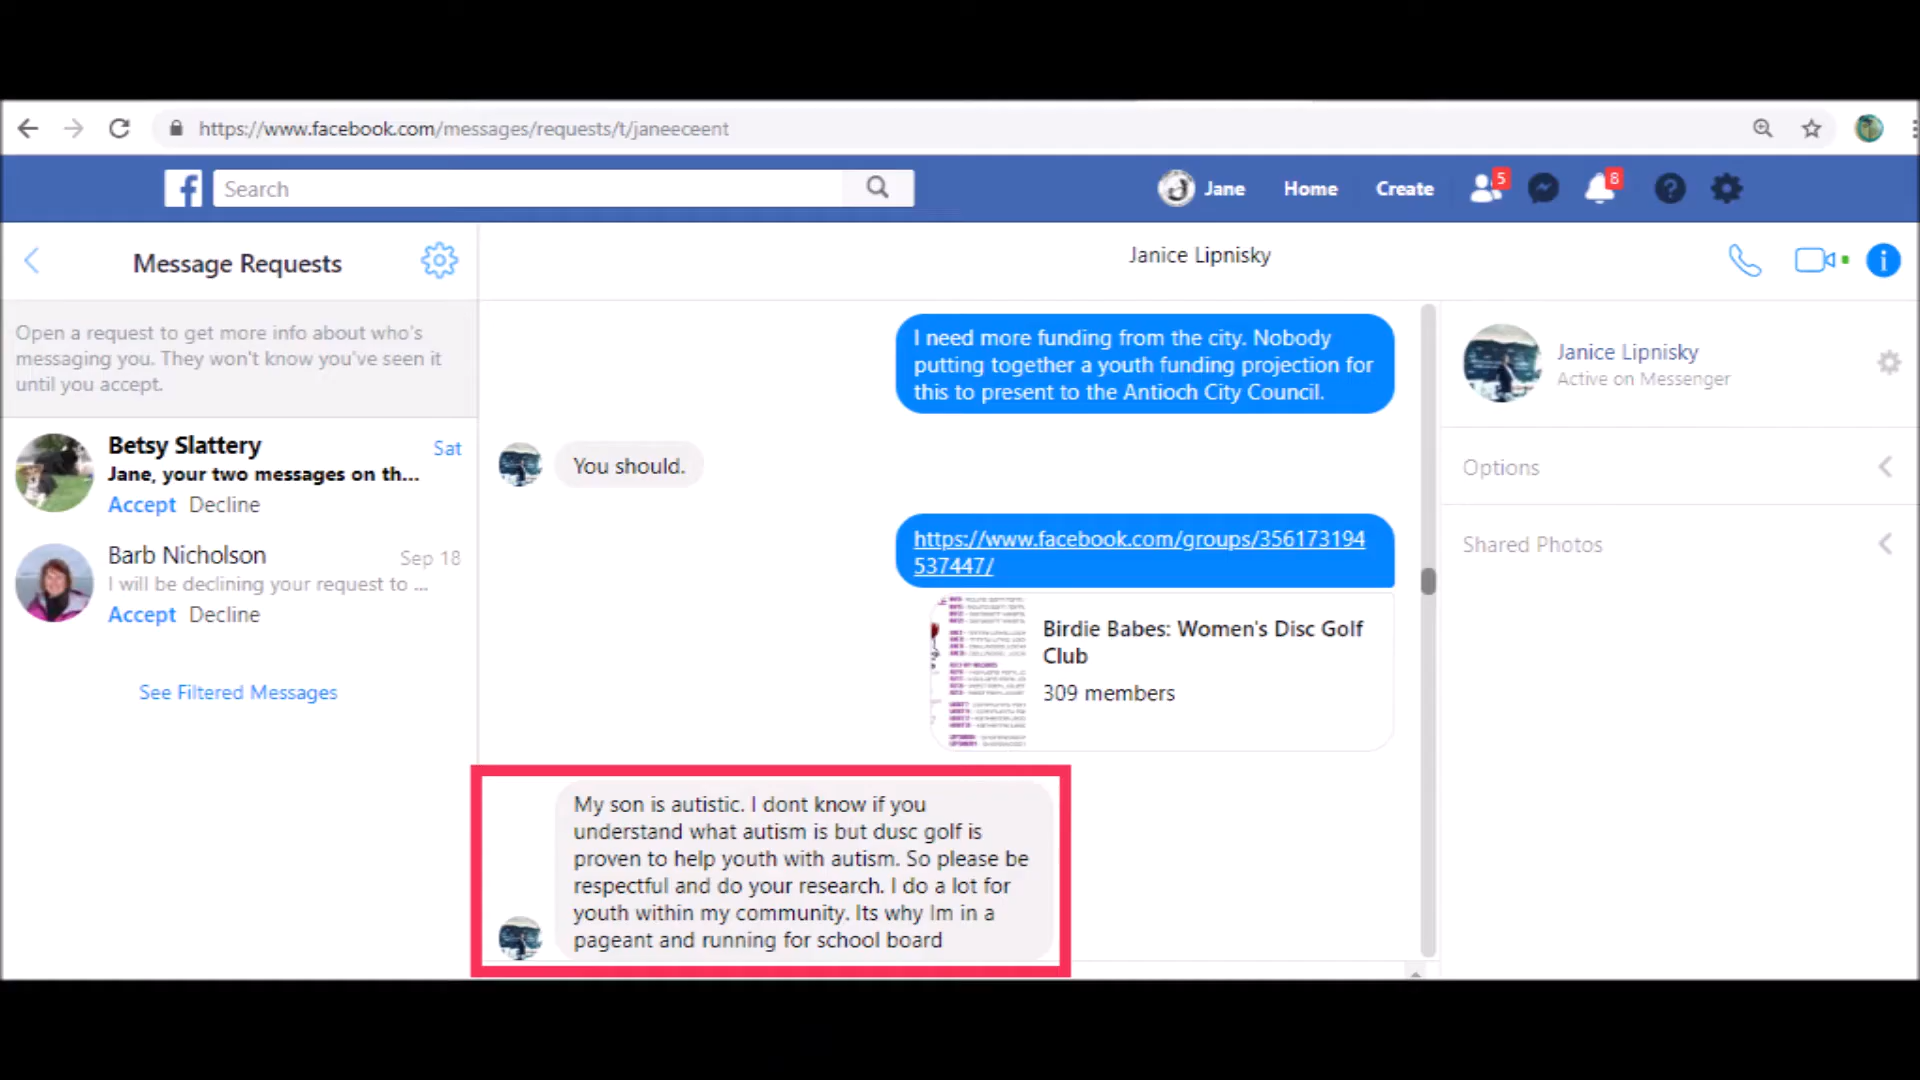 https://www.facebook.com/messages/requests/t/janeeceent
Search
Jane
Home
Create
5
8
Message Requests
Open a request to get more info about who's
messaging you. They won't know you've seen it
until you accept.
Betsy Slattery
Sat
Jane, your two messages on th...
Accept Decline
Barb Nicholson
Sep 18
I will be declining your request to ...
Accept Decline
See Filtered Messages
Janice Lipnisky
I need more funding from the city. Nobody
putting together a youth funding projection for
this to present to the Antioch City Council.
You should.
https://www.facebook.com/groups/356173194
537447/
Birdie Babes: Women's Disc Golf
Club
309 members
My son is autistic. I dont know if you
understand what autism is but dusc golf is
proven to help youth with autism. So please be
respectful and do your research. I do a lot for
youth within my community. Its why Im in a
pageant and running for school board
Janice Lipnisky
Active on Messenger
Options
Shared Photos